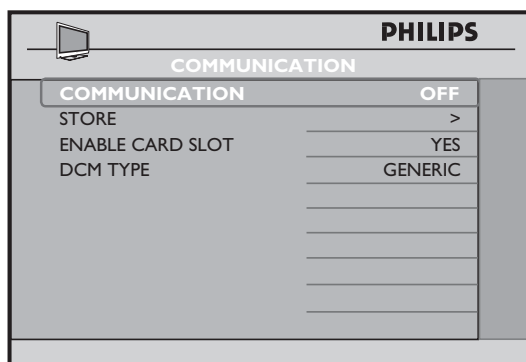 PHILIPS
COMMUNICATION
COMMUNICATION OFF
STORE >
ENABLE CARD SLOT YES
DCM TYPE GENERIC